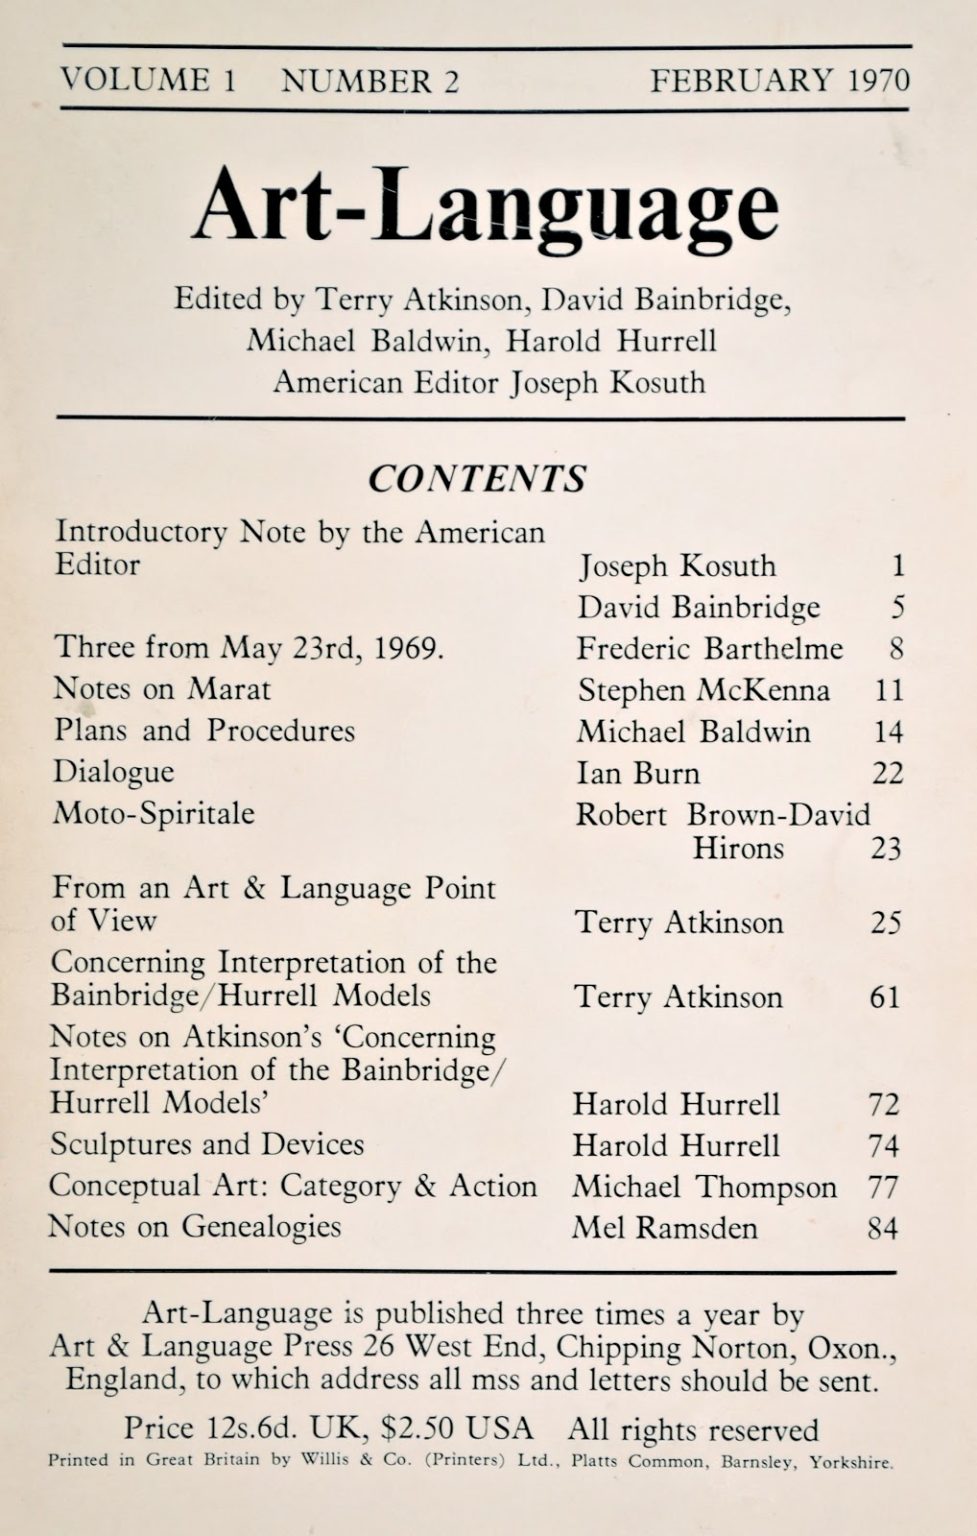 VOLUME 1 NUMBER 2 FEBRUARY 1970
Art-Language
Edited by Terry Atkinson, David Bainbridge,
Michael Baldwin, Harold Hurrell
American Editor Joseph Kosuth
CONTENTS
Introductory Note by the American
Editor Joseph Kosuth 1
David Bainbridge 5
Three from May 23rd, 1969. Frederic Barthelme 8
Notes on Marat Stephen McKenna 11
Plans and Procedures Michael Baldwin 14
Dialogue Ian Burn 22
Moto-Spiritale Robert Brown-David
Hirons 23
From an Art & Language Point
of View Terry Atkinson 25
Concerning Interpretation of the
Bainbridge/Hurrell Models Terry Atkinson 61
Notes on Atkinson's ‘Concerning
Interpretation of the Bainbridge/
Hurrell Models’ Harold Hurrell 72
Sculptures and Devices Harold Hurrell 74
Conceptual Art: Category & Action Michael Thompson 77
Notes on Genealogies Mel Ramsden 84
Art-Language is published three times a year by
Art & Language Press 26 West End, Chipping Norton, Oxon.,
England, to which address all mss and letters should be sent.
Price 12s.6d. UK, $2.50 USA All rights reserved
Printed in Great Britain by Willis & Co. (Printers) Ltd., Platts Common, Barnsley, Yorkshire.